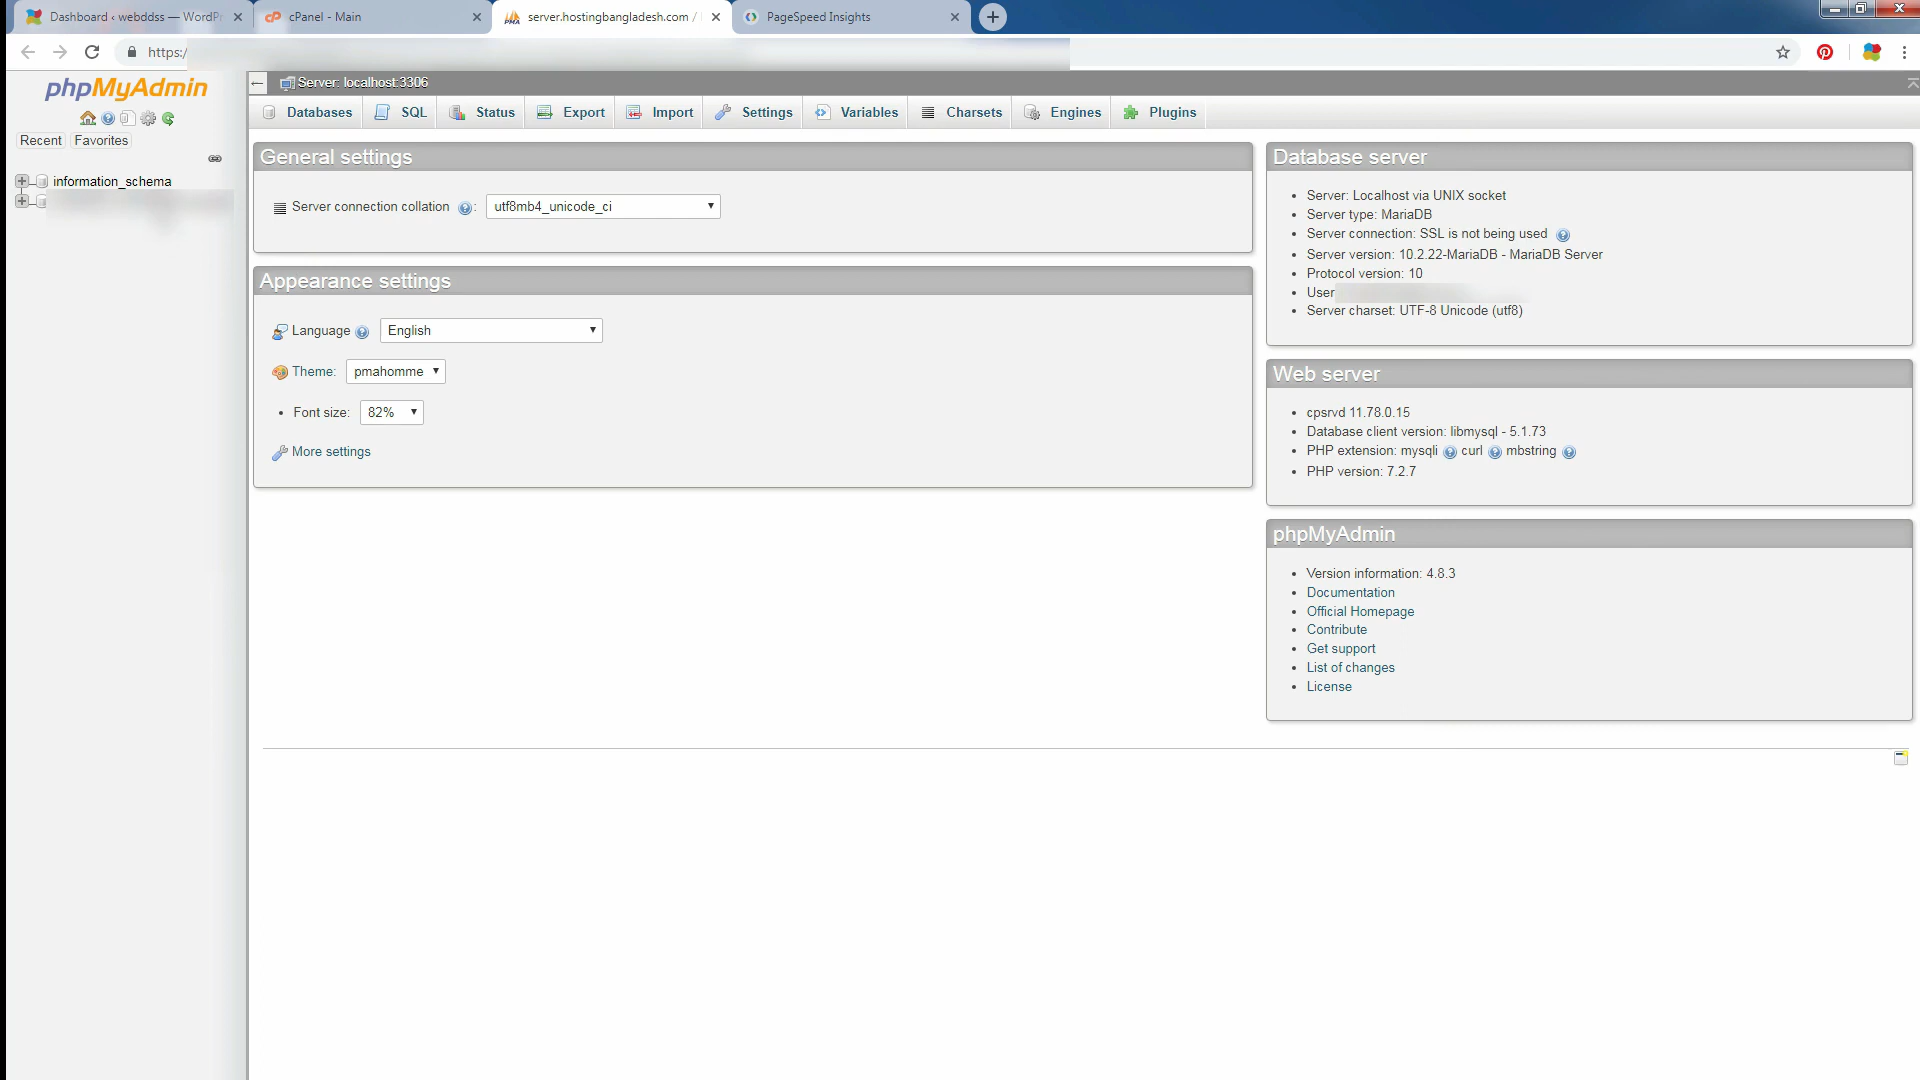 Dashboard ‹ webddss — WordPr
cPanel - Main
server.hostingbangladesh.com /
PageSpeed Insights
https:/
phpMyAdmin
Server: localhost:3306
Databases
SQL
Status
Export
Import
Settings
Variables
Charsets
Engines
Plugins
Recent
Favorites
information_schema
General settings
Server connection collation :
utf8mb4_unicode_ci
Appearance settings
Language
English
Theme:
pmahomme
Font size:
82%
More settings
Database server
Server: Localhost via UNIX socket
Server type: MariaDB
Server connection: SSL is not being used
Server version: 10.2.22-MariaDB - MariaDB Server
Protocol version: 10
User
Server charset: UTF-8 Unicode (utf8)
Web server
cpsrvd 11.78.0.15
Database client version: libmysql - 5.1.73
PHP extension: mysqli curl mbstring
PHP version: 7.2.7
phpMyAdmin
Version information: 4.8.3
Documentation
Official Homepage
Contribute
Get support
List of changes
License